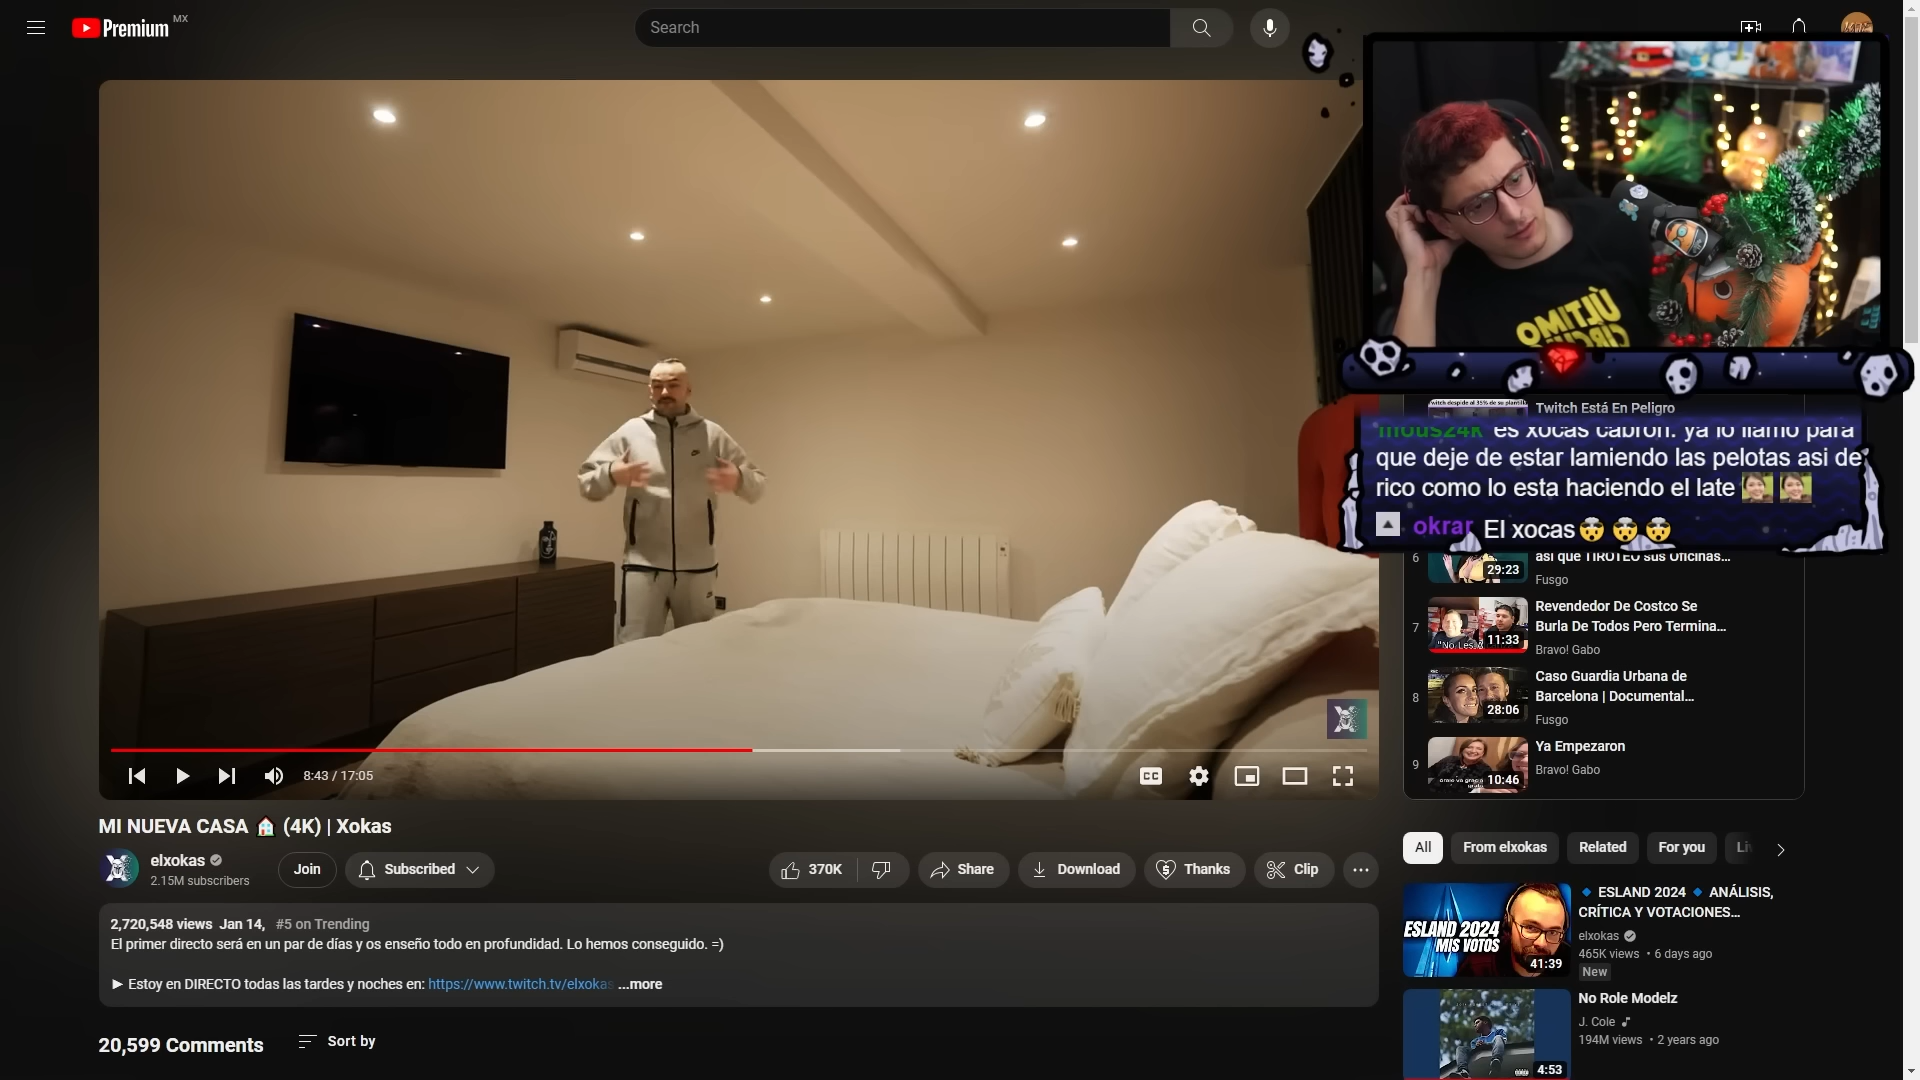 Premium MX
Search
ÚLTIMO
Twitch Está En Peligro
es xocas cabron. ya lo llamo para
que deje de estar lamiendo las pelotas asi de
rico como lo esta haciendo el late
okrar El xocas🤯 🤯 🤯
6
29:23
así que TIROTEÓ sus Oficinas...
Fusgo
7
11:33
Revendedor De Costco Se
Burla De Todos Pero Termina...
Bravo! Gabo
8
28:06
Caso Guardia Urbana de
Barcelona | Documental...
Fusgo
9
10:46
Ya Empezaron
Bravo! Gabo
8:43 / 17:05
CC
MI NUEVA CASA 🏠 (4K) | Xokas
elxokas
2.15M subscribers
Join
Subscribed
370K
Share
Download
Thanks
Clip
2,720,548 views Jan 14, #5 on Trending
El primer directo será en un par de días y os enseño todo en profundidad. Lo hemos conseguido. =)
► Estoy en DIRECTO todas las tardes y noches en: https://www.twitch.tv/elxokas ...more
20,599 Comments
Sort by
All
From elxokas
Related
For you
ESLAND 2024
MIS VOTOS
41:39
🔹 ESLAND 2024 🔹 ANÁLISIS,
CRÍTICA Y VOTACIONES...
elxokas
465K views • 6 days ago
New
4:53
No Role Modelz
J. Cole
194M views • 2 years ago